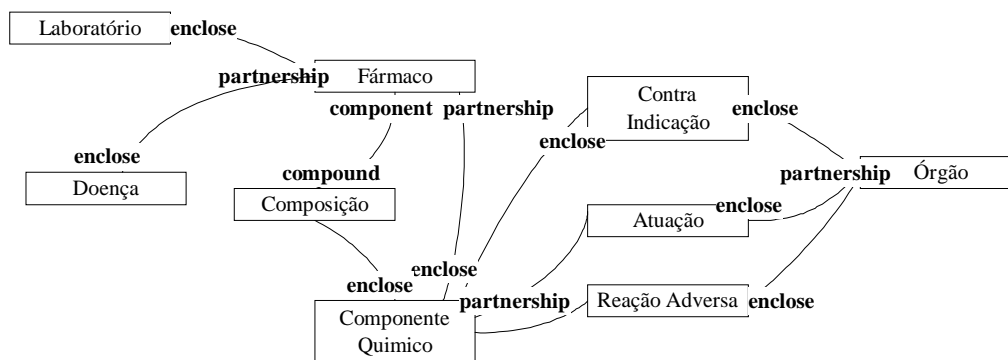 Laboratório
enclose
partnership
Fármaco
component
partnership
enclose
Doença
compound
Composição
enclose
enclose
Componente
Quimico
Contra
Indicação
enclose
enclose
partnership
Órgão
Atuação
enclose
partnership
Reação Adversa
enclose